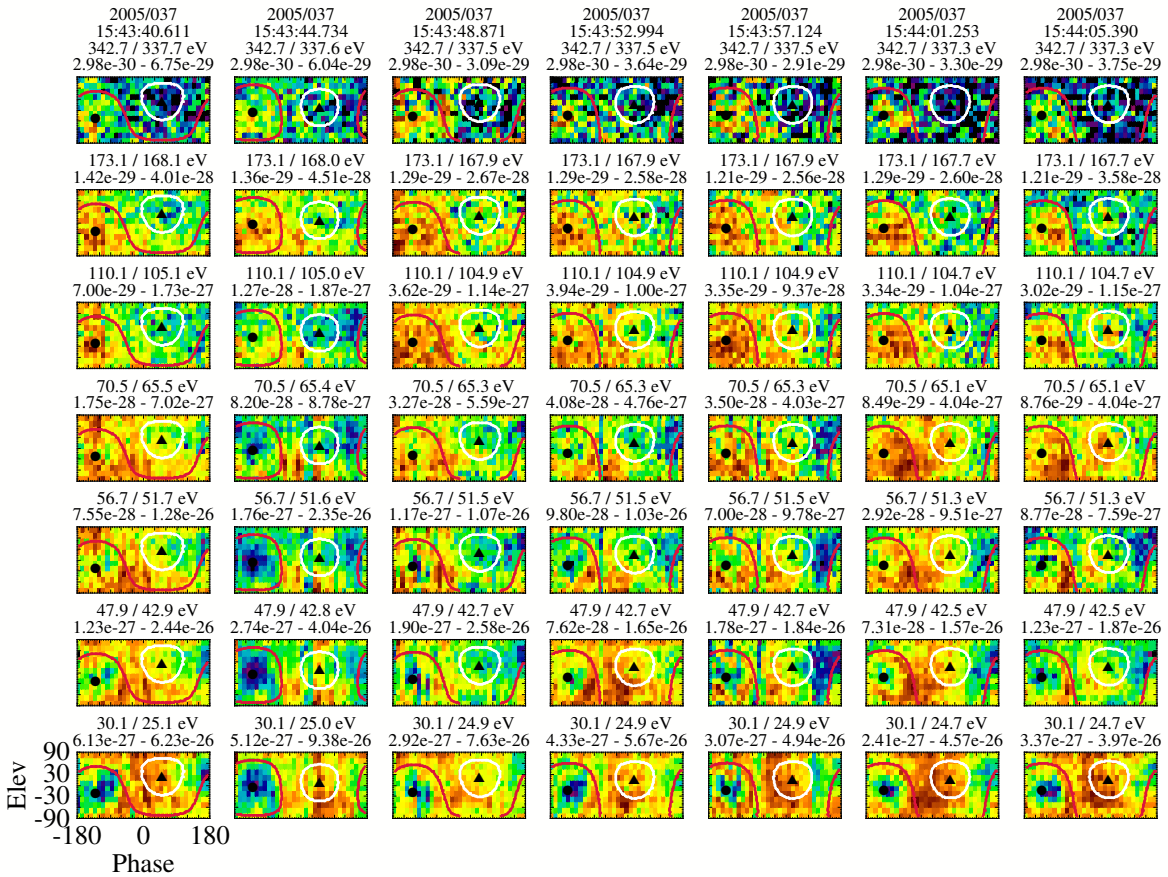 2005/037 2005/037 2005/037 2005/037 2005/037 2005/037 2005/037
15:43:40.611 15:43:44.734 15:43:48.871 15:43:52.994 15:43:57.124 15:44:01.253 15:44:05.390
342.7 / 337.7 eV 342.7 / 337.6 eV 342.7 / 337.5 eV 342.7 / 337.5 eV 342.7 / 337.5 eV 342.7 / 337.3 eV 342.7 / 337.3 eV
2.98e-30 - 6.75e-29 2.98e-30 - 6.04e-29 2.98e-30 - 3.09e-29 2.98e-30 - 3.64e-29 2.98e-30 - 2.91e-29 2.98e-30 - 3.30e-29 2.98e-30 - 3.75e-29
173.1 / 168.1 eV 173.1 / 168.0 eV 173.1 / 167.9 eV 173.1 / 167.9 eV 173.1 / 167.9 eV 173.1 / 167.7 eV 173.1 / 167.7 eV
1.42e-29 - 4.01e-28 1.36e-29 - 4.51e-28 1.29e-29 - 2.67e-28 1.29e-29 - 2.58e-28 1.21e-29 - 2.56e-28 1.29e-29 - 2.60e-28 1.21e-29 - 3.58e-28
110.1 / 105.1 eV 110.1 / 105.0 eV 110.1 / 104.9 eV 110.1 / 104.9 eV 110.1 / 104.9 eV 110.1 / 104.7 eV 110.1 / 104.7 eV
7.00e-29 - 1.73e-27 1.27e-28 - 1.87e-27 3.62e-29 - 1.14e-27 3.94e-29 - 1.00e-27 3.35e-29 - 9.37e-28 3.34e-29 - 1.04e-27 3.02e-29 - 1.15e-27
70.5 / 65.5 eV 70.5 / 65.4 eV 70.5 / 65.3 eV 70.5 / 65.3 eV 70.5 / 65.3 eV 70.5 / 65.1 eV 70.5 / 65.1 eV
1.75e-28 - 7.02e-27 8.20e-28 - 8.78e-27 3.27e-28 - 5.59e-27 4.08e-28 - 4.76e-27 3.50e-28 - 4.03e-27 8.49e-29 - 4.04e-27 8.76e-29 - 4.04e-27
56.7 / 51.7 eV 56.7 / 51.6 eV 56.7 / 51.5 eV 56.7 / 51.5 eV 56.7 / 51.5 eV 56.7 / 51.3 eV 56.7 / 51.3 eV
7.55e-28 - 1.28e-26 1.76e-27 - 2.35e-26 1.17e-27 - 1.07e-26 9.80e-28 - 1.03e-26 7.00e-28 - 9.78e-27 2.92e-28 - 9.51e-27 8.77e-28 - 7.59e-27
47.9 / 42.9 eV 47.9 / 42.8 eV 47.9 / 42.7 eV 47.9 / 42.7 eV 47.9 / 42.7 eV 47.9 / 42.5 eV 47.9 / 42.5 eV
1.23e-27 - 2.44e-26 2.74e-27 - 4.04e-26 1.90e-27 - 2.58e-26 7.62e-28 - 1.65e-26 1.78e-27 - 1.84e-26 7.31e-28 - 1.57e-26 1.23e-27 - 1.87e-26
30.1 / 25.1 eV 30.1 / 25.0 eV 30.1 / 24.9 eV 30.1 / 24.9 eV 30.1 / 24.9 eV 30.1 / 24.7 eV 30.1 / 24.7 eV
6.13e-27 - 6.23e-26 5.12e-27 - 9.38e-26 2.92e-27 - 7.63e-26 4.33e-27 - 5.67e-26 3.07e-27 - 4.94e-26 2.41e-27 - 4.57e-26 3.37e-27 - 3.97e-26
90
30
-30
-90
Elev
-180 0 180
Phase